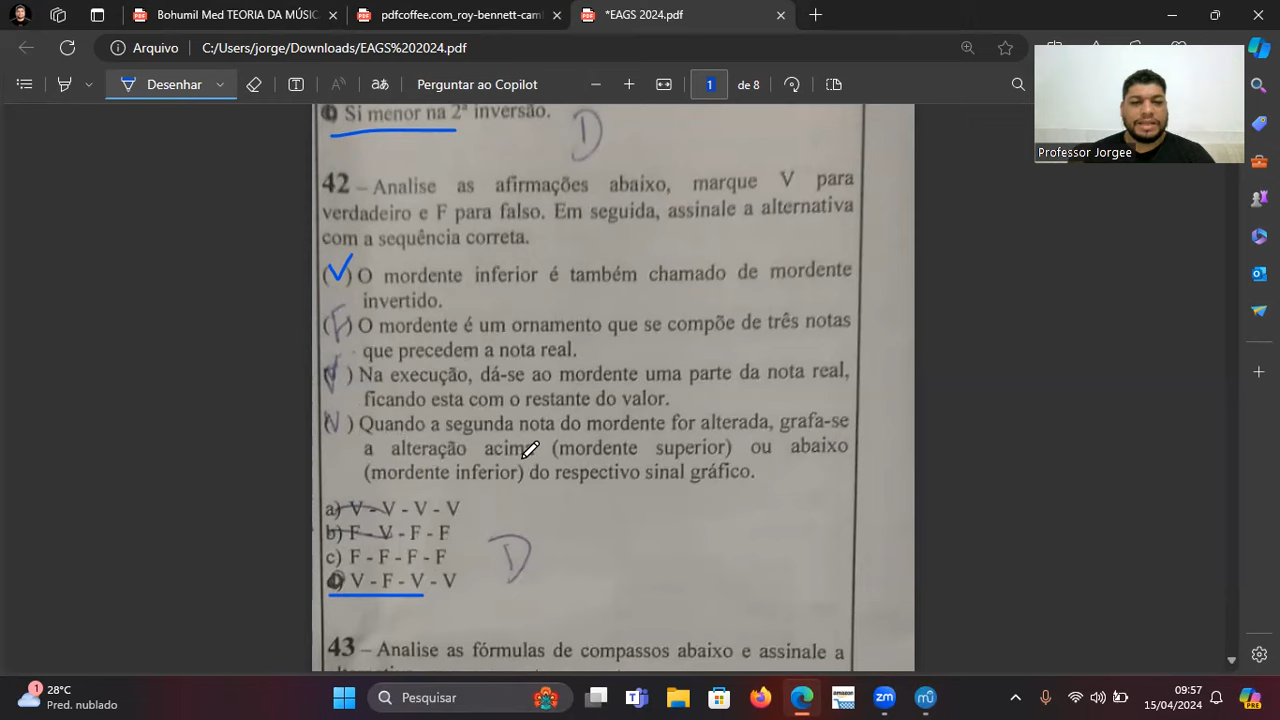 Bohumil Med TEORIA DA MÚSIC
pdfcoffee.com_roy-bennett-caml
*EAGS 2024.pdf
Arquivo
C:/Users/jorge/Downloads/EAGS%202024.pdf
Desenhar
Perguntar ao Copilot
1
de 8
Professor Jorgee
Si menor na 2ª inversão.
D
42 – Analise as afirmações abaixo, marque V para
verdadeiro e F para falso. Em seguida, assinale a alternativa
com a sequência correta.
(V) O mordente inferior é também chamado de mordente
invertido.
(F) O mordente é um ornamento que se compõe de três notas
que precedem a nota real.
(V) Na execução, dá-se ao mordente uma parte da nota real,
ficando esta com o restante do valor.
(V) Quando a segunda nota do mordente for alterada, grafa-se
a alteração acima (mordente superior) ou abaixo
(mordente inferior) do respectivo sinal gráfico.
a) V - V - V - V
b) F - V - F - F
c) F - F - F - F
d) V - F - V - V
D
43 – Analise as fórmulas de compassos abaixo e assinale a
1
28°C
Pred. nublado
Pesquisar
amazon
zm
09:57
15/04/2024
PRE